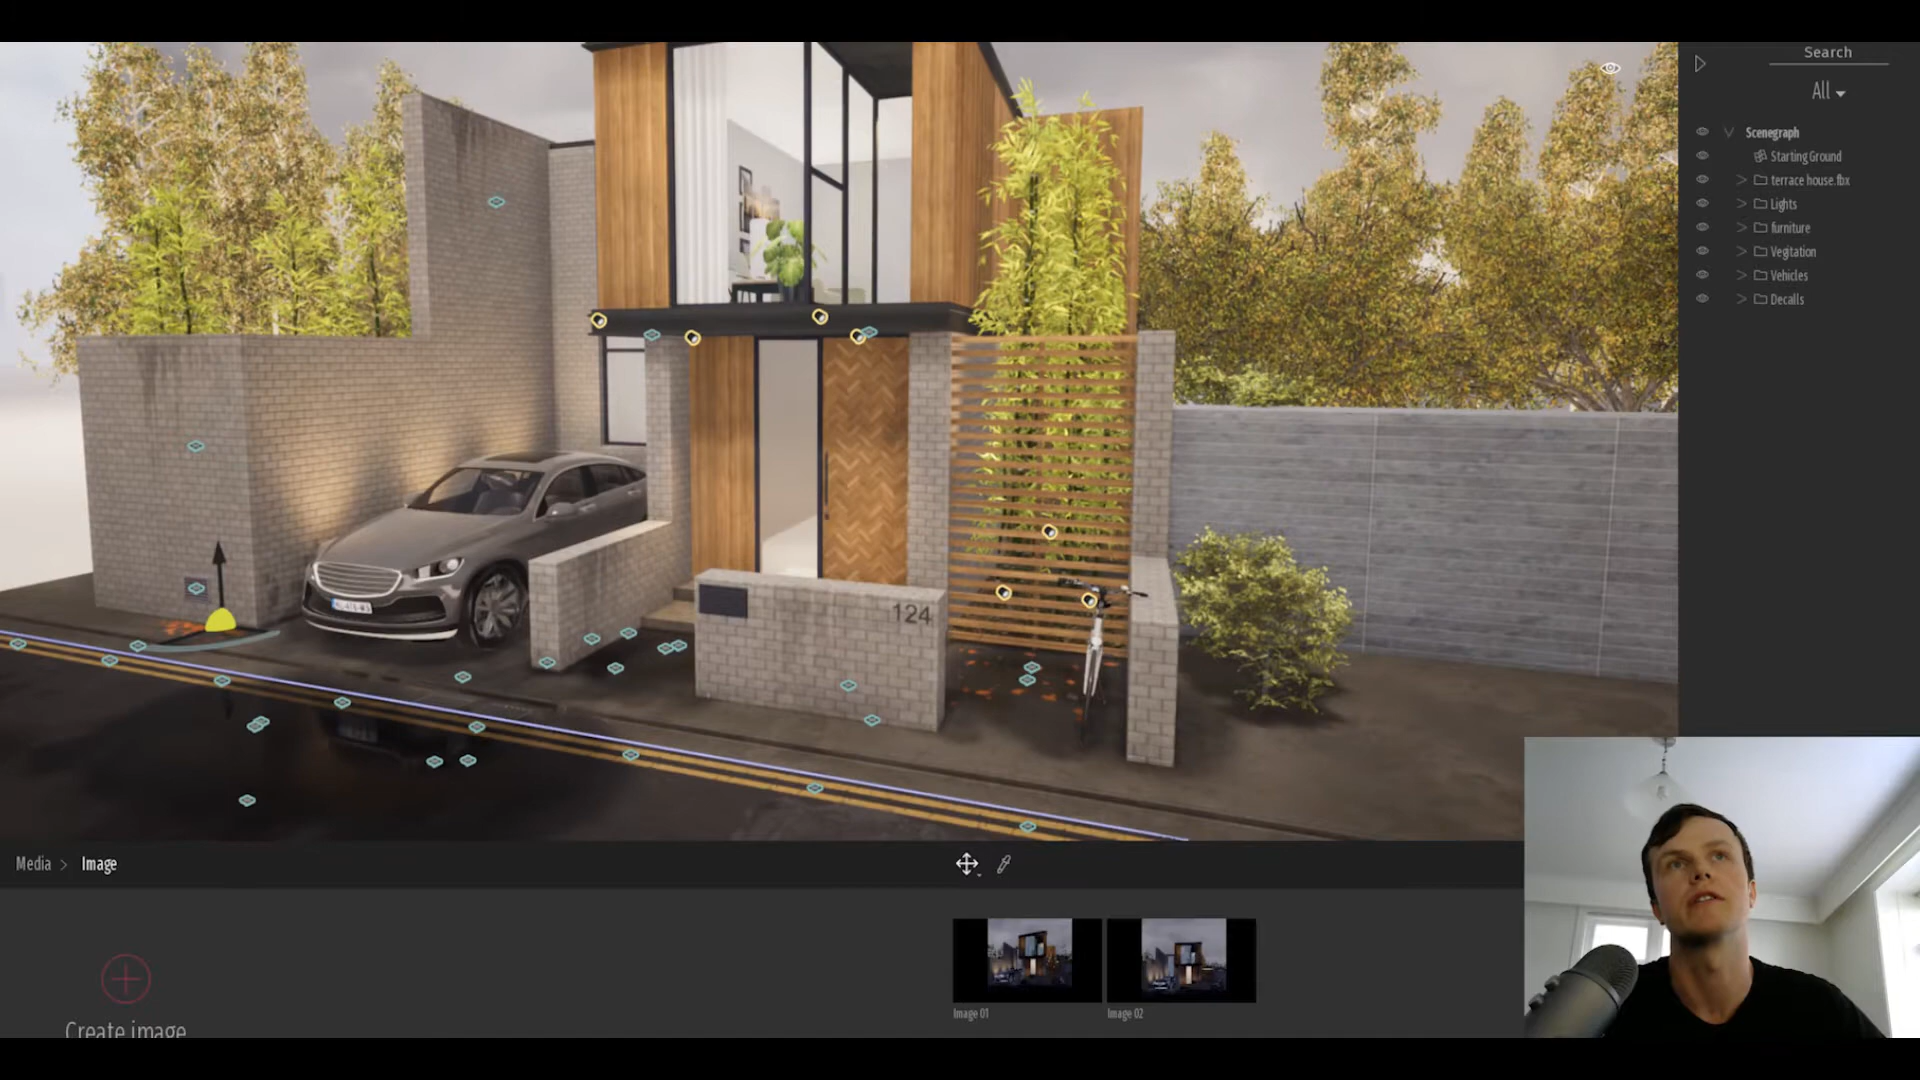 Search
All
Scenegraph
Starting Ground
terrace house.fbx
Lights
furniture
Vegitation
Vehicles
Decalls
124
Media > Image
Image 01
Image 02
Create image